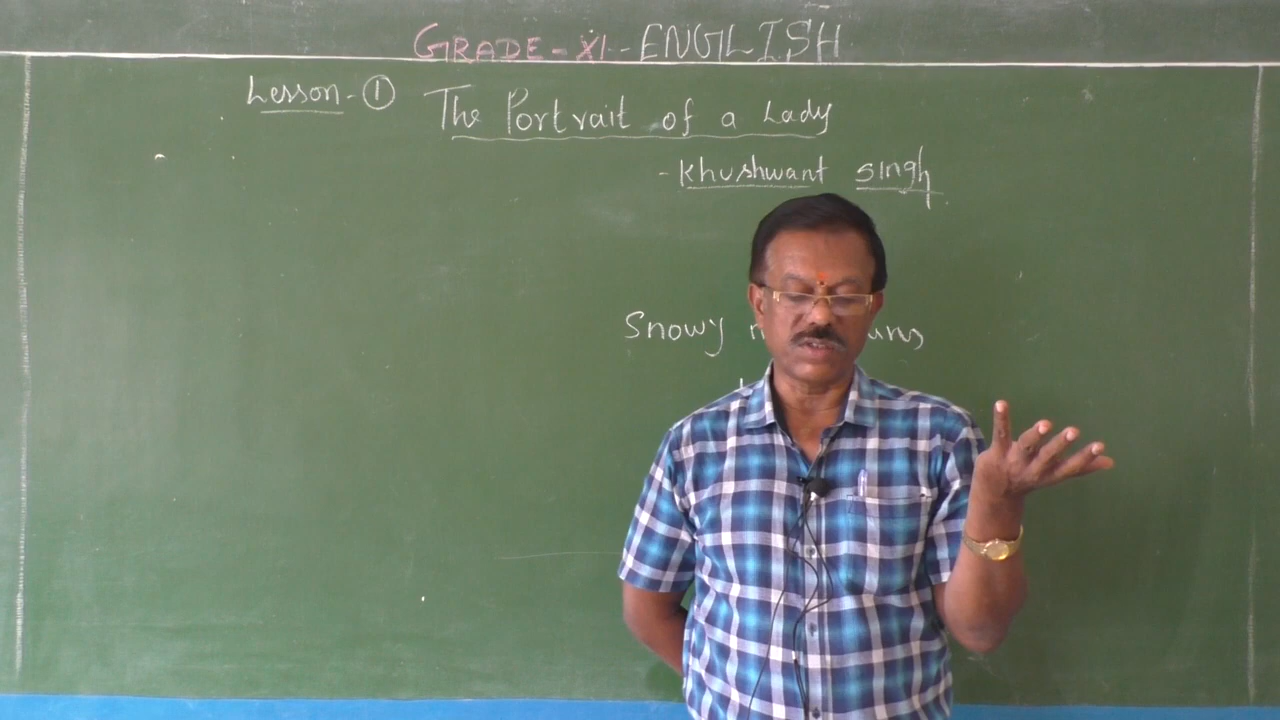 GRADE-XI-ENGLISH
Lesson-① The Portrait of a Lady
-Khushwant Singh
Snowy